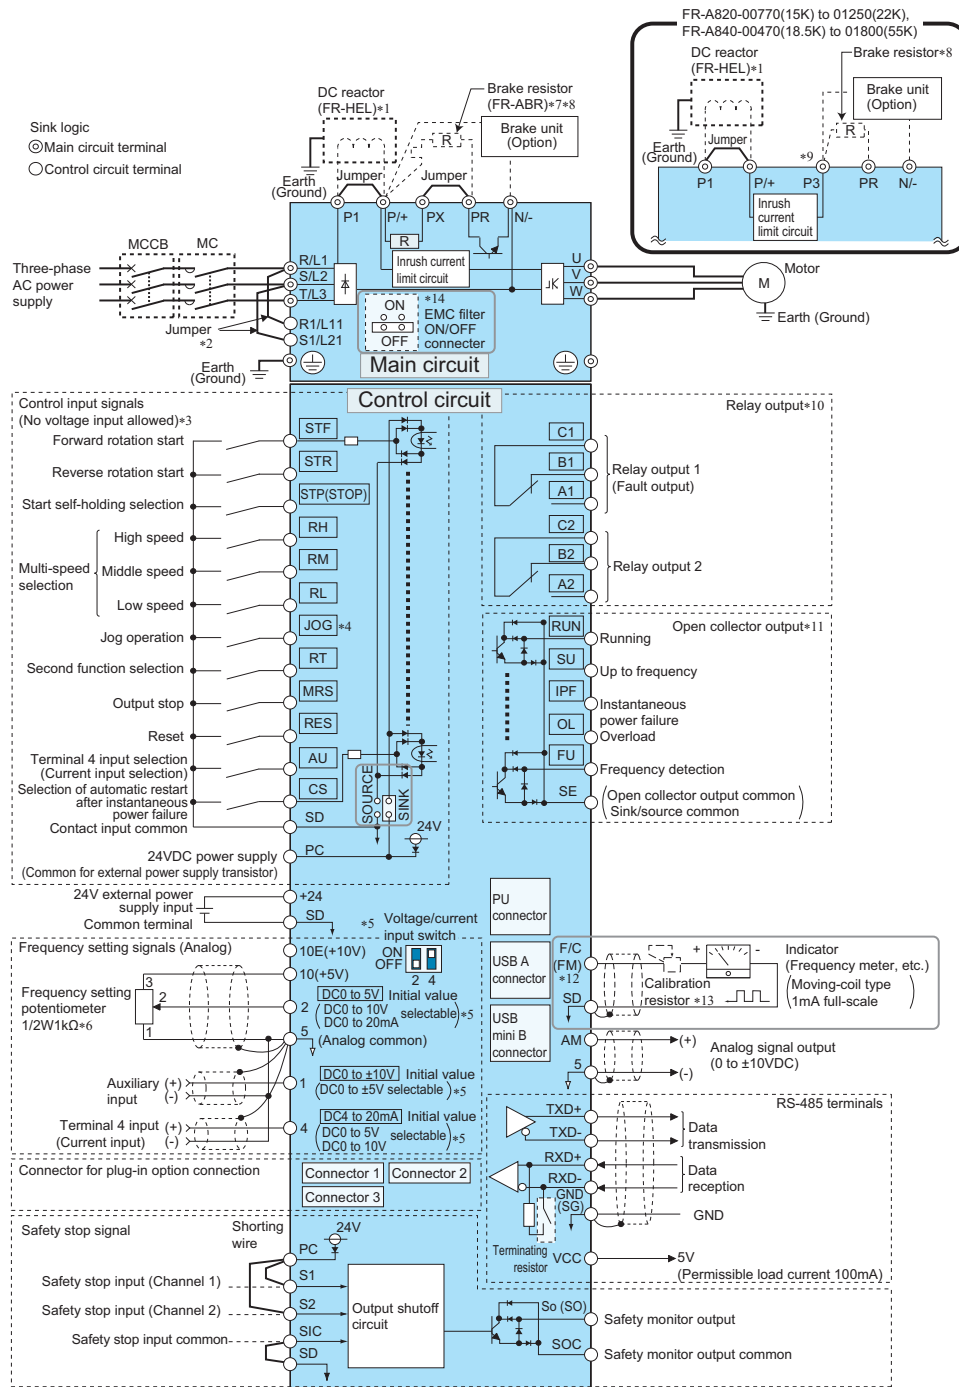 FR-A820-00770(15K) to 01250(22K),
FR-A840-00470(18.5K) to 01800(55K)
DC reactor
(FR-HEL)*1
Brake resistor*8
Brake unit
(Option)
R
Jumper
Earth
(Ground)
*9
P1
P/+
P3
PR
N/-
Inrush
current
limit circuit
Sink logic
Main circuit terminal
Control circuit terminal
DC reactor
(FR-HEL)*1
Brake resistor
(FR-ABR)*7*8
Brake unit
(Option)
R
Earth
(Ground)
Jumper
Jumper
P1
P/+
PX
PR
N/-
R
Inrush current
limit circuit
MCCB
MC
Three-phase
AC power
supply
R/L1
S/L2
T/L3
R1/L11
S1/L21
Jumper
*2
Earth
(Ground)
U
V
W
Motor
M
Earth (Ground)
ON
OFF
*14
EMC filter
ON/OFF
connecter
Main circuit
Control circuit
Control input signals
(No voltage input allowed)*3
Forward rotation start
Reverse rotation start
Start self-holding selection
Multi-speed
selection
High speed
Middle speed
Low speed
Jog operation
Second function selection
Output stop
Reset
Terminal 4 input selection
(Current input selection)
Selection of automatic restart
after instantaneous
power failure
Contact input common
24VDC power supply
(Common for external power supply transistor)
STF
STR
STP(STOP)
RH
RM
RL
JOG *4
RT
MRS
RES
AU
CS
SD
PC
SOURCE
SINK
24V
Relay output*10
C1
B1
A1
Relay output 1
(Fault output)
C2
B2
A2
Relay output 2
Open collector output*11
RUN
Running
SU
Up to frequency
IPF
Instantaneous
power failure
OL
Overload
FU
Frequency detection
SE
Open collector output common
Sink/source common
24V external power
supply input
Common terminal
+24
SD
PU
connector
USB A
connector
USB
mini B
connector
Frequency setting signals (Analog)
*5
Voltage/current
input switch
ON
OFF
2 4
10E(+10V)
10(+5V)
Frequency setting
potentiometer
1/2W1kΩ*6
3
2
1
2
DC0 to 5V Initial value
DC0 to 10V
DC0 to 20mA
selectable *5
5
(Analog common)
Auxiliary
input
(+)
(-)
1
DC0 to ±10V Initial value
(DC0 to ±5V selectable) *5
Terminal 4 input
(Current input)
(+)
(-)
4
DC4 to 20mA Initial value
DC0 to 5V
DC0 to 10V
selectable *5
F/C
(FM)
*12
SD
+ -
Calibration
resistor *13
Indicator
(Frequency meter, etc.)
Moving-coil type
1mA full-scale
AM
5
(+)
(-)
Analog signal output
(0 to ±10VDC)
Connector for plug-in option connection
Connector 1
Connector 2
Connector 3
RS-485 terminals
TXD+
TXD-
Data
transmission
RXD+
RXD-
Data
reception
GND
(SG)
GND
Terminating
resistor
VCC
5V
(Permissible load current 100mA)
Safety stop signal
Shorting
wire
24V
PC
S1
S2
SIC
SD
Safety stop input (Channel 1)
Safety stop input (Channel 2)
Safety stop input common
Output shutoff
circuit
So (SO)
SOC
Safety monitor output
Safety monitor output common